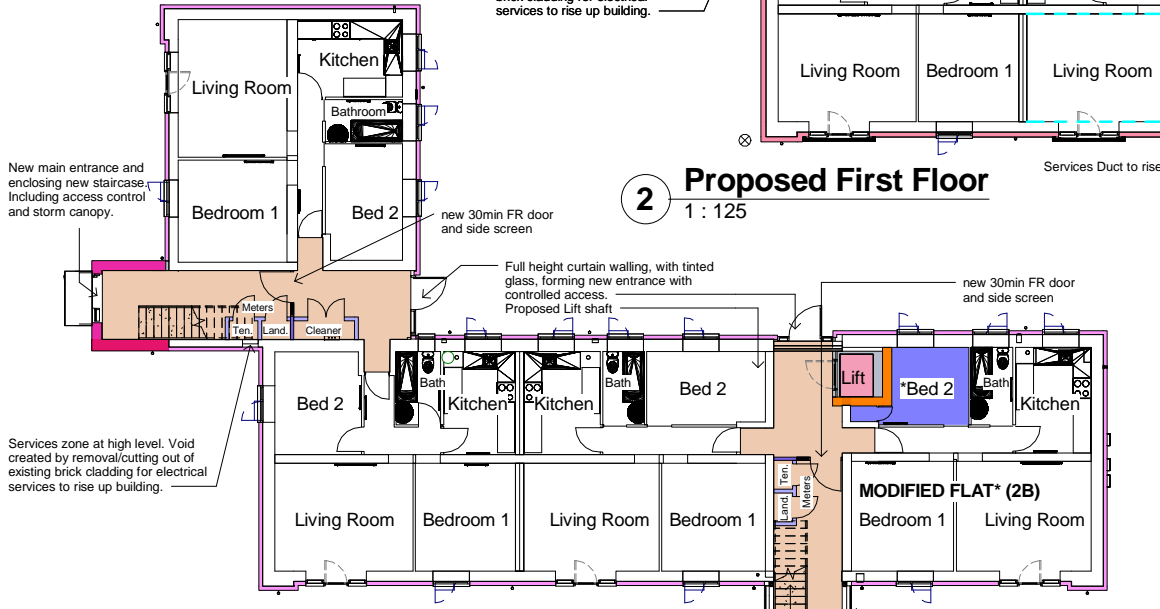 services to rise up building.
Living Room
Bedroom 1
Living Room
Services Duct to rise
2
Proposed First Floor
1 : 125
Kitchen
Living Room
Bathroom
Bedroom 1
Bed 2
New main entrance and
enclosing new staircase.
Including access control
and storm canopy.
new 30min FR door
and side screen
Full height curtain walling, with tinted
glass, forming new entrance with
controlled access.
Proposed Lift shaft
new 30min FR door
and side screen
Meters
Ten.
Land.
Cleaner
Bed 2
Bath
Kitchen
Kitchen
Bath
Bed 2
Lift
*Bed 2
Bath
Kitchen
Services zone at high level. Void
created by removal/cutting out of
existing brick cladding for electrical
services to rise up building.
Ten.
Land.
Meters
MODIFIED FLAT* (2B)
Living Room
Bedroom 1
Living Room
Bedroom 1
Bedroom 1
Living Room